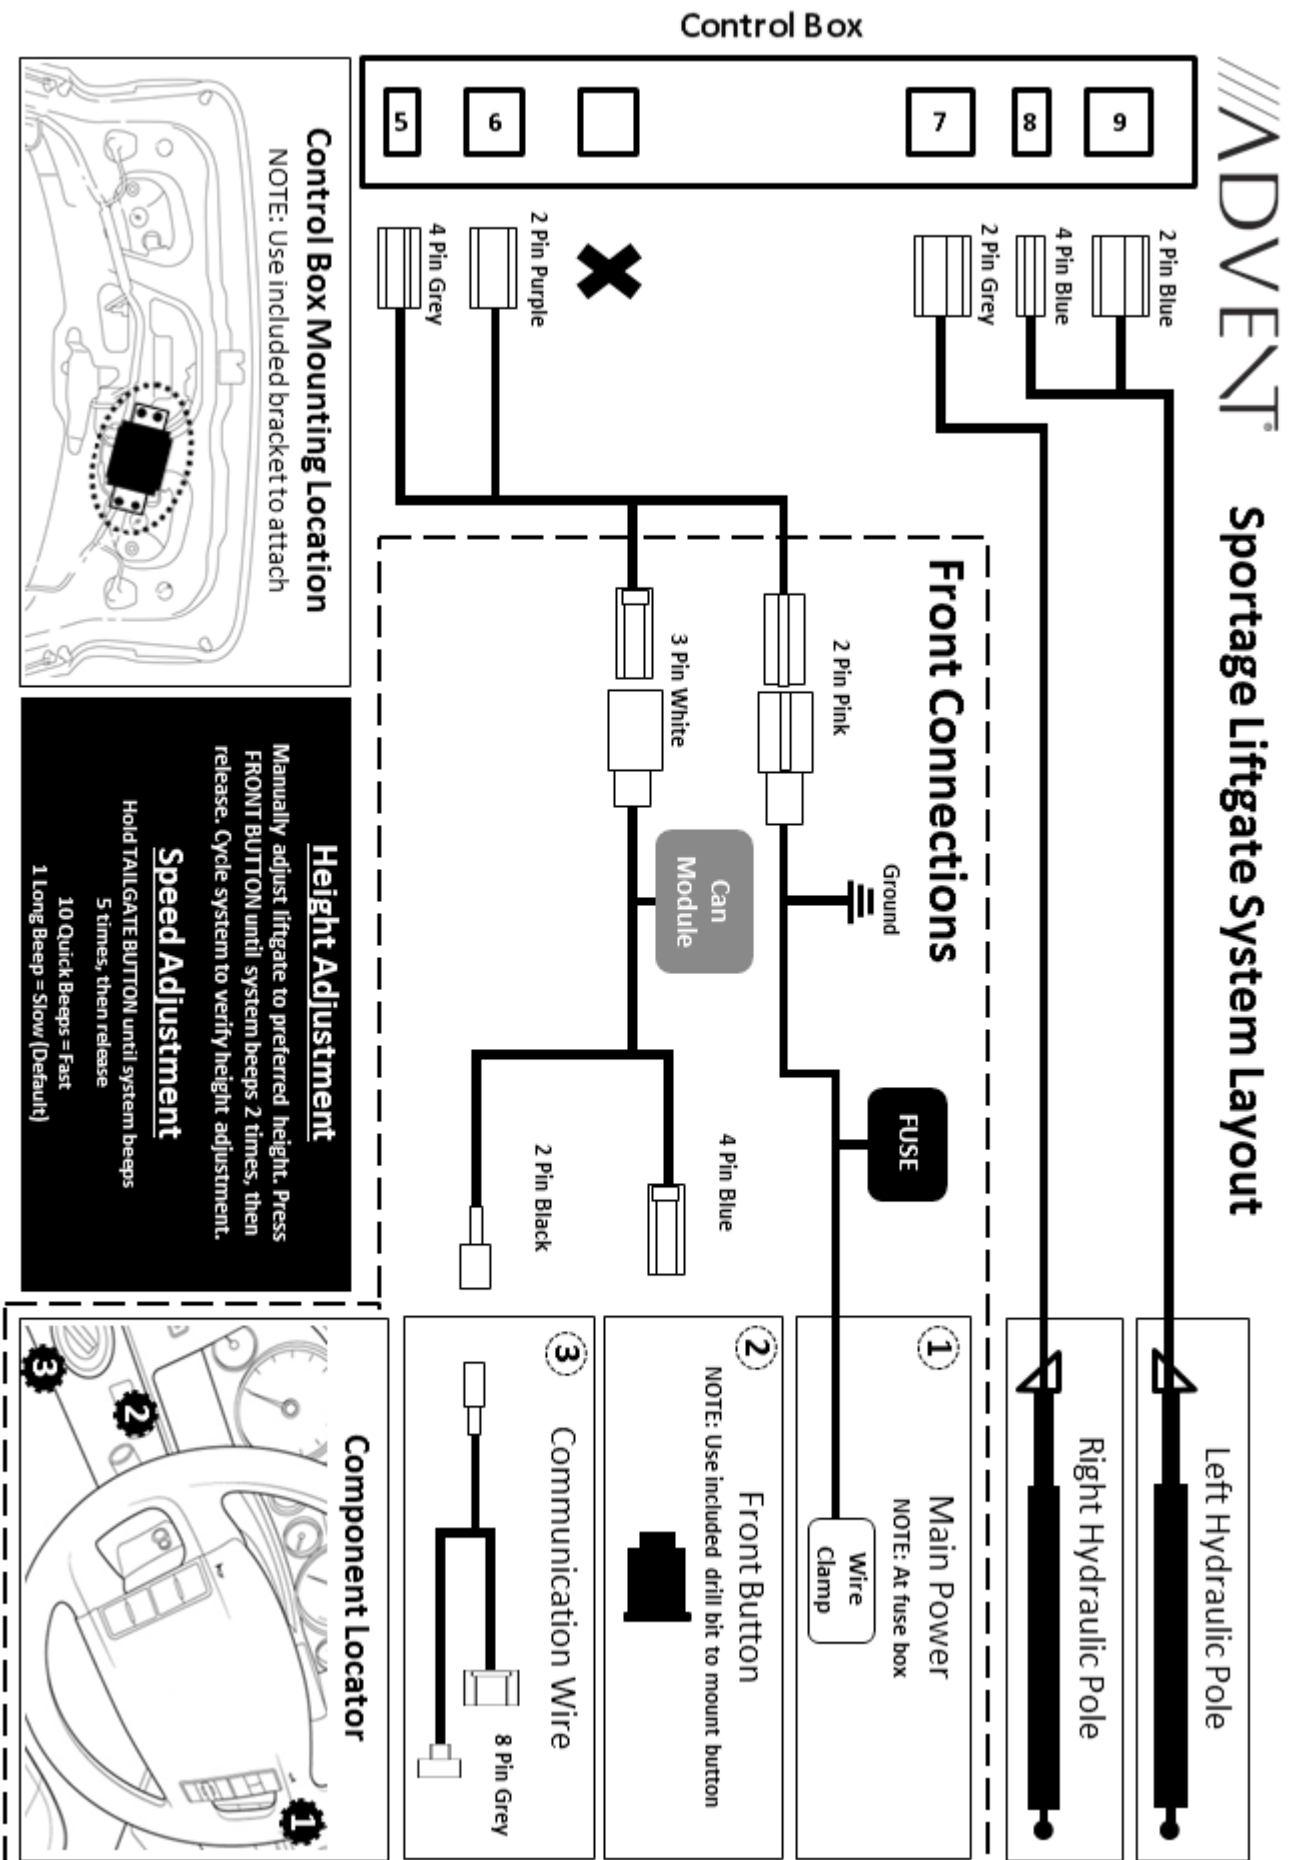 ADVENT®
Sportage Liftgate System Layout
Control Box
9
8
7
6
5
2 Pin Blue
4 Pin Blue
2 Pin Grey
2 Pin Purple
4 Pin Grey
Left Hydraulic Pole
Right Hydraulic Pole
Front Connections
2 Pin Pink
Ground
FUSE
3 Pin White
Can
Module
4 Pin Blue
2 Pin Black
1
Main Power
NOTE: At fuse box
Wire
Clamp
2
Front Button
NOTE: Use included drill bit to mount button
3
Communication Wire
8 Pin Grey
Control Box Mounting Location
NOTE: Use included bracket to attach
Height Adjustment
Manually adjust liftgate to preferred height. Press
FRONT BUTTON until system beeps 2 times, then
release. Cycle system to verify height adjustment.
Speed Adjustment
Hold TAILGATE BUTTON until system beeps
5 times, then release
10 Quick Beeps = Fast
1 Long Beep = Slow (Default)
Component Locator
3
2
1